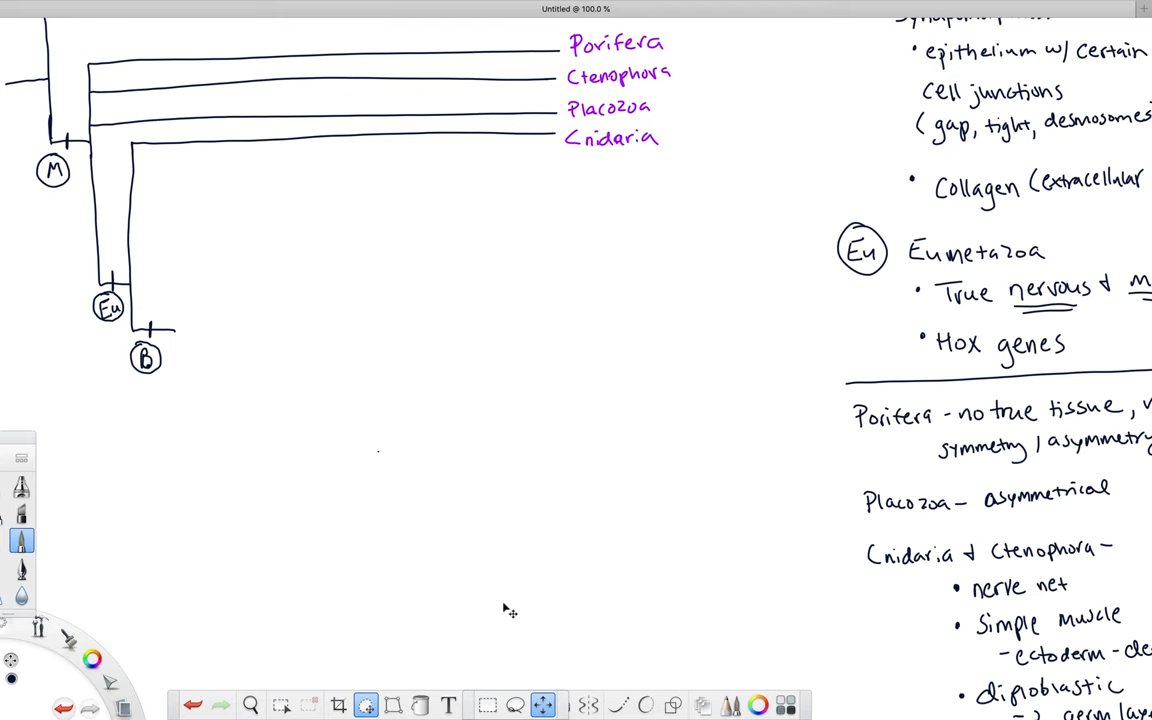 Untitled @ 100.0 %
Porifera
Ctenophora
Placozoa
Cnidaria
M
Eu
B
• epithelium w/ certain
cell junctions
(gap, tight, desmosomes
• Collagen (extracellular
Eu Eumetazoa
• True nervous &
• Hox genes
Porifera - no true tissue,
symmetry / asymmetry
Placozoa - asymmetrical
Cnidaria & Ctenophora -
• nerve net
• Simple muscle
- ectoderm -
• diploblastic
T